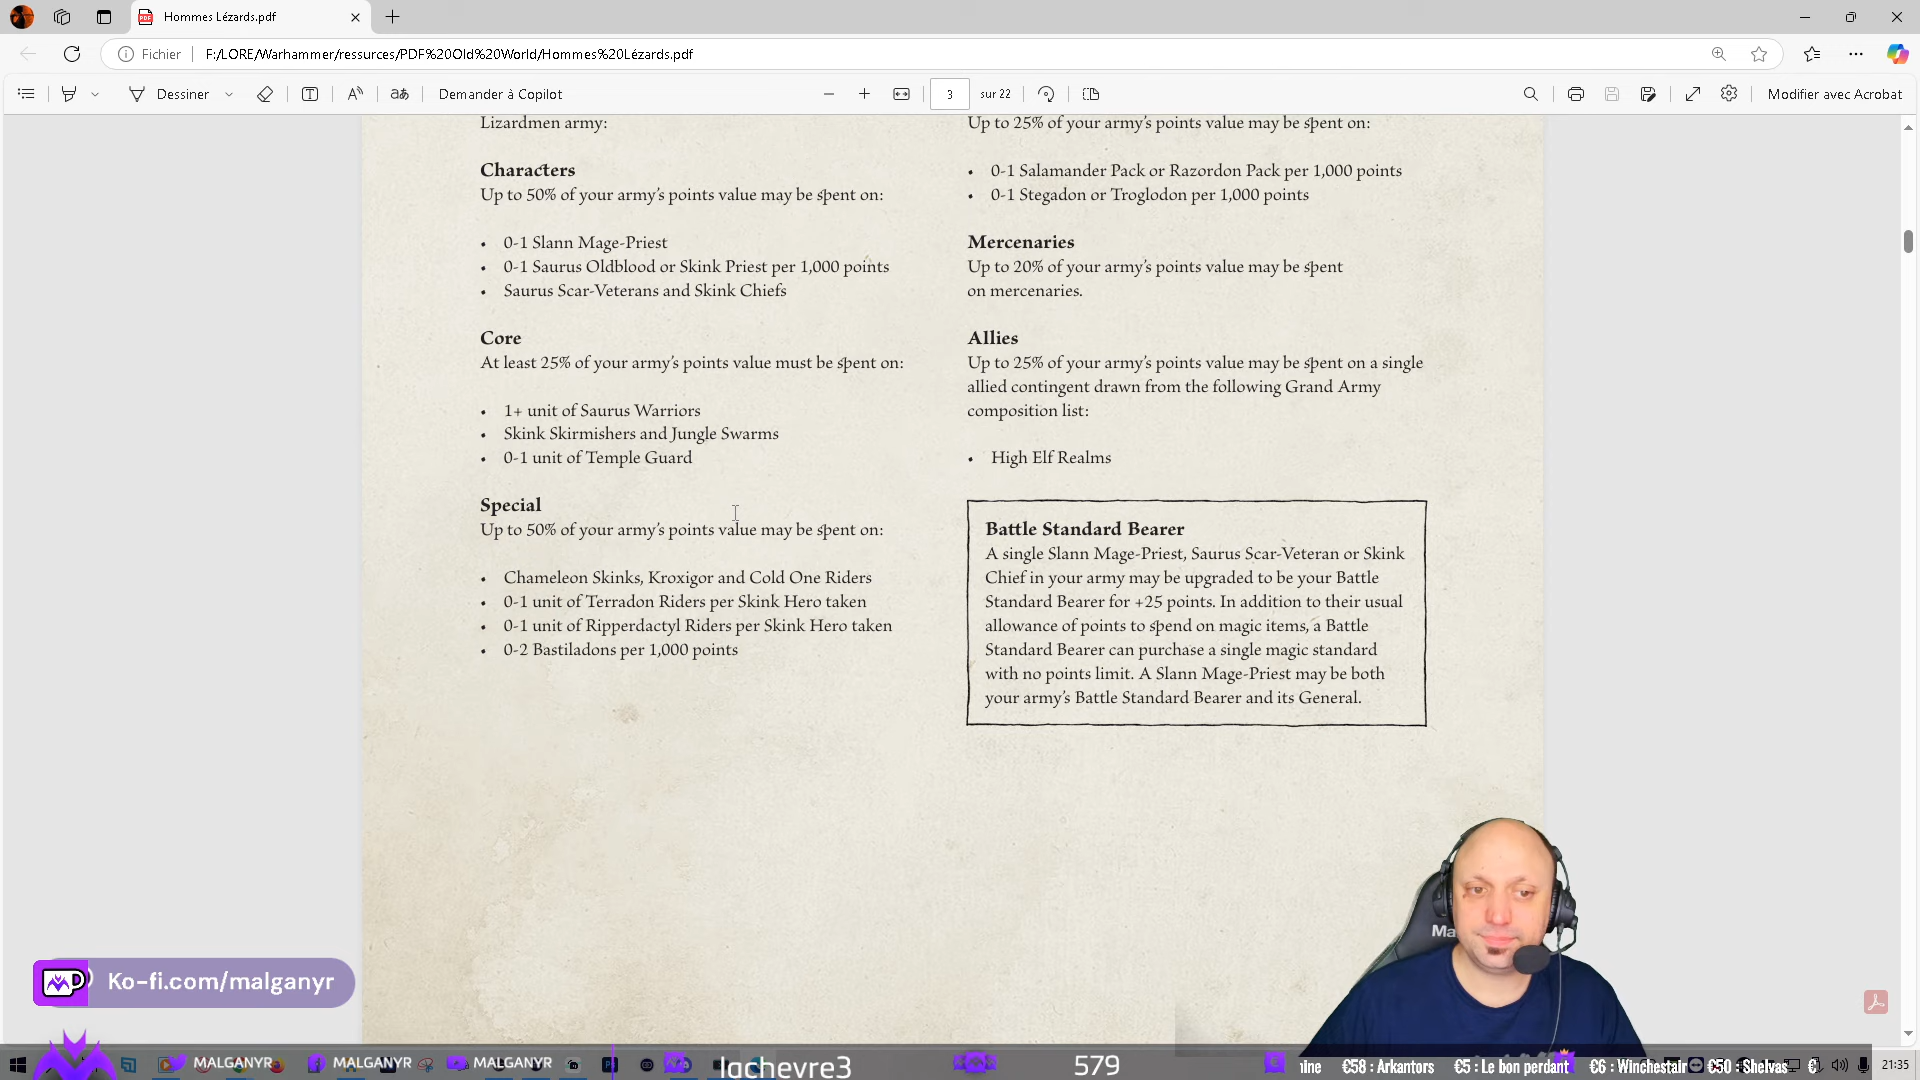 Hommes Lézards.pdf
Fichier
F:/LORE/Warhammer/ressources/PDF%20Old%20World/Hommes%20Lézards.pdf
Dessiner
Demander à Copilot
3
sur 22
Modifier avec Acrobat
Lizardmen army:
Characters
Up to 50% of your army's points value may be spent on:
• 0-1 Slann Mage-Priest
• 0-1 Saurus Oldblood or Skink Priest per 1,000 points
• Saurus Scar-Veterans and Skink Chiefs
Core
At least 25% of your army's points value must be spent on:
• 1+ unit of Saurus Warriors
• Skink Skirmishers and Jungle Swarms
• 0-1 unit of Temple Guard
Special
Up to 50% of your army's points value may be spent on:
• Chameleon Skinks, Kroxigor and Cold One Riders
• 0-1 unit of Terradon Riders per Skink Hero taken
• 0-1 unit of Ripperdactyl Riders per Skink Hero taken
• 0-2 Bastiladons per 1,000 points
Up to 25% of your army's points value may be spent on:
• 0-1 Salamander Pack or Razordon Pack per 1,000 points
• 0-1 Stegadon or Troglodon per 1,000 points
Mercenaries
Up to 20% of your army's points value may be spent
on mercenaries.
Allies
Up to 25% of your army's points value may be spent on a single
allied contingent drawn from the following Grand Army
composition list:
• High Elf Realms
Battle Standard Bearer
A single Slann Mage-Priest, Saurus Scar-Veteran or Skink
Chief in your army may be upgraded to be your Battle
Standard Bearer for +25 points. In addition to their usual
allowance of points to spend on magic items, a Battle
Standard Bearer can purchase a single magic standard
with no points limit. A Slann Mage-Priest may be both
your army's Battle Standard Bearer and its General.
Ko-fi.com/malganyr
MALGANYR
MALGANYR
MALGANYR
lachevre3
579
€58 : Arkantors
€5 : Le bon perdant
€6 : Winchestair
€50 : Shelvas
21:35